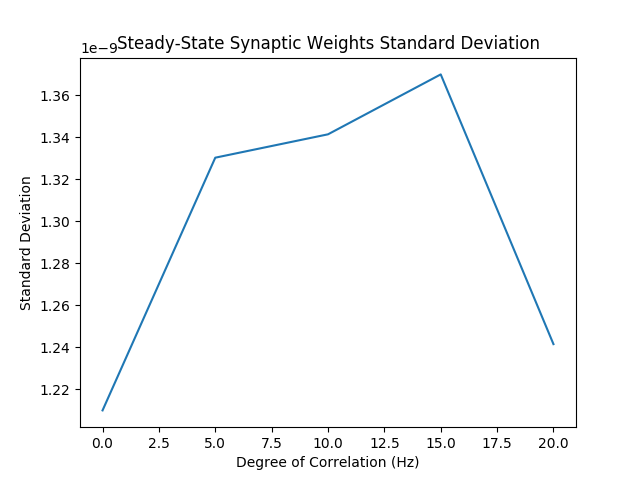 1e−9
Steady-State Synaptic Weights Standard Deviation
1.36
1.34
1.32
1.30
1.28
1.26
1.24
1.22
Standard Deviation
0.0 2.5 5.0 7.5 10.0 12.5 15.0 17.5 20.0
Degree of Correlation (Hz)